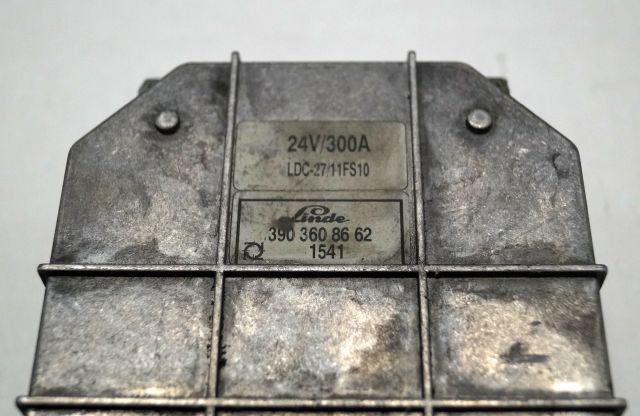 24V/300A
LDC-27/11FS10
Linde
390 360 86 62
1541